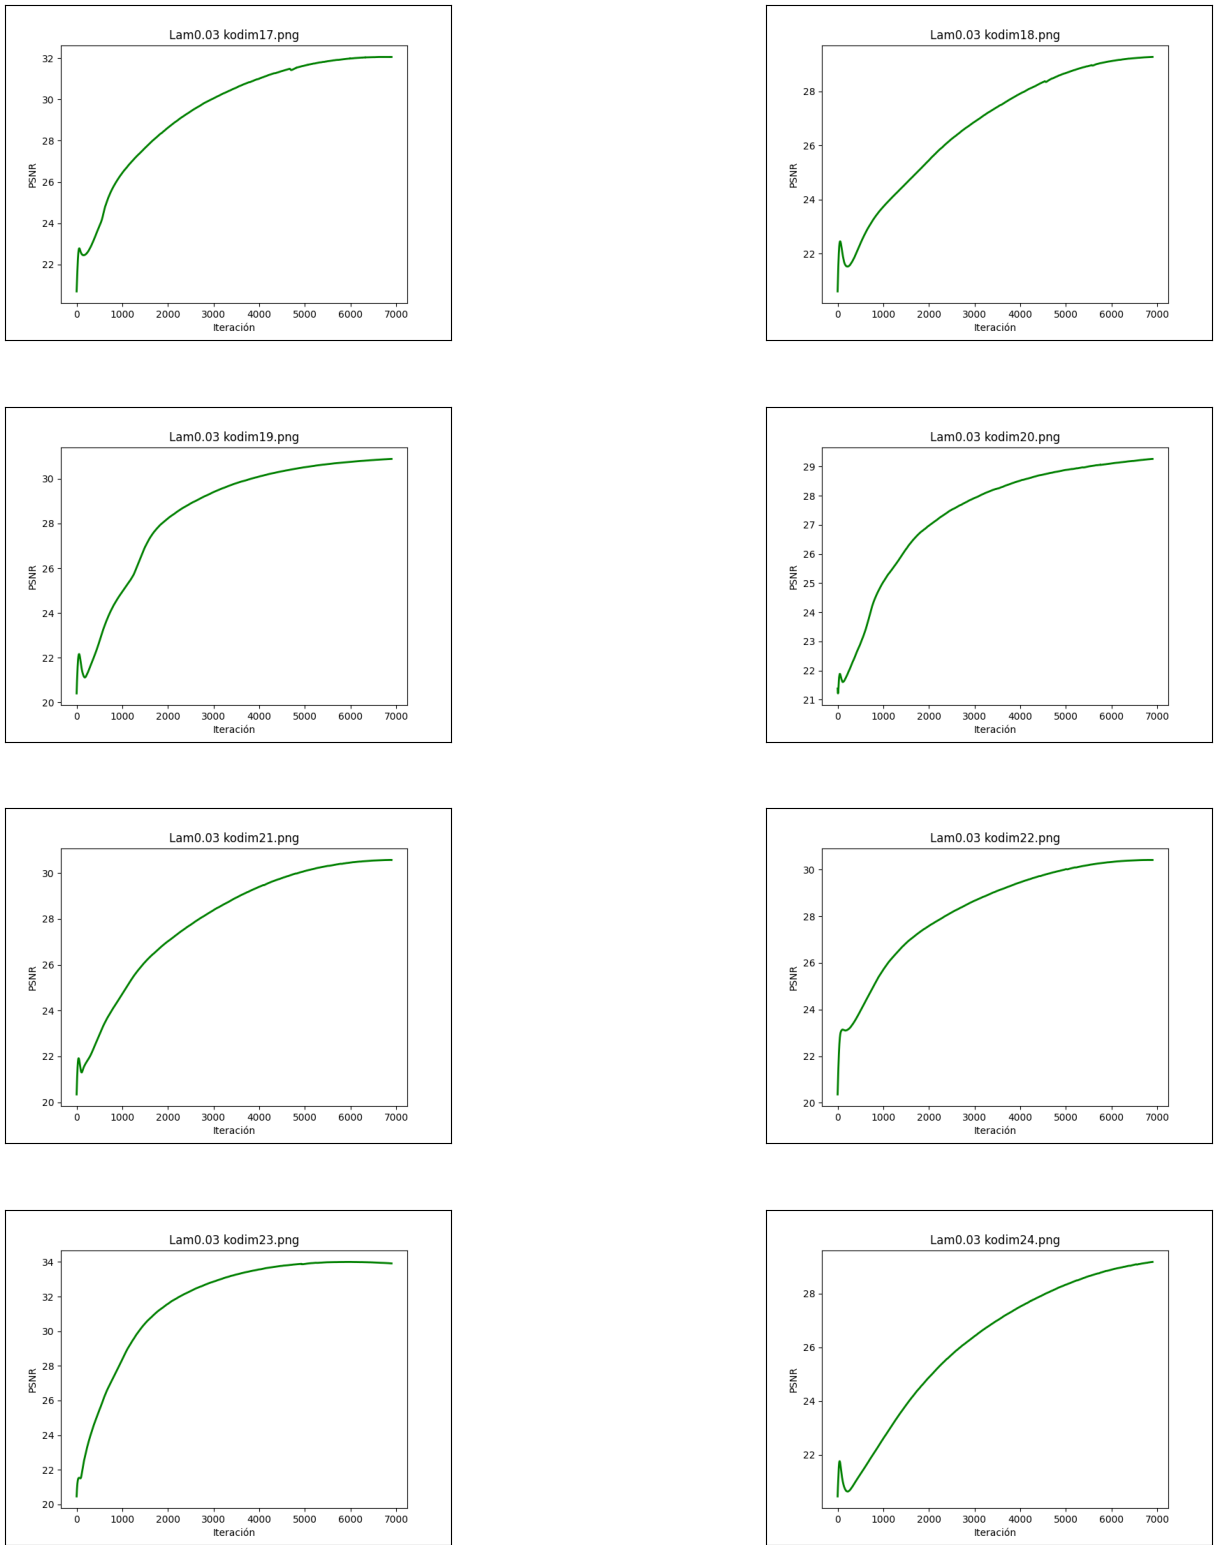 Lam0.03 kodim17.png
32
30
28
26
24
22
PSNR
0 1000 2000 3000 4000 5000 6000 7000
Iteración
Lam0.03 kodim18.png
28
26
24
22
PSNR
0 1000 2000 3000 4000 5000 6000 7000
Iteración
Lam0.03 kodim19.png
30
28
26
24
22
20
PSNR
0 1000 2000 3000 4000 5000 6000 7000
Iteración
Lam0.03 kodim20.png
29
28
27
26
25
24
23
22
21
PSNR
0 1000 2000 3000 4000 5000 6000 7000
Iteración
Lam0.03 kodim21.png
30
28
26
24
22
20
PSNR
0 1000 2000 3000 4000 5000 6000 7000
Iteración
Lam0.03 kodim22.png
30
28
26
24
22
20
PSNR
0 1000 2000 3000 4000 5000 6000 7000
Iteración
Lam0.03 kodim23.png
34
32
30
28
26
24
22
20
PSNR
0 1000 2000 3000 4000 5000 6000 7000
Iteración
Lam0.03 kodim24.png
28
26
24
22
PSNR
0 1000 2000 3000 4000 5000 6000 7000
Iteración